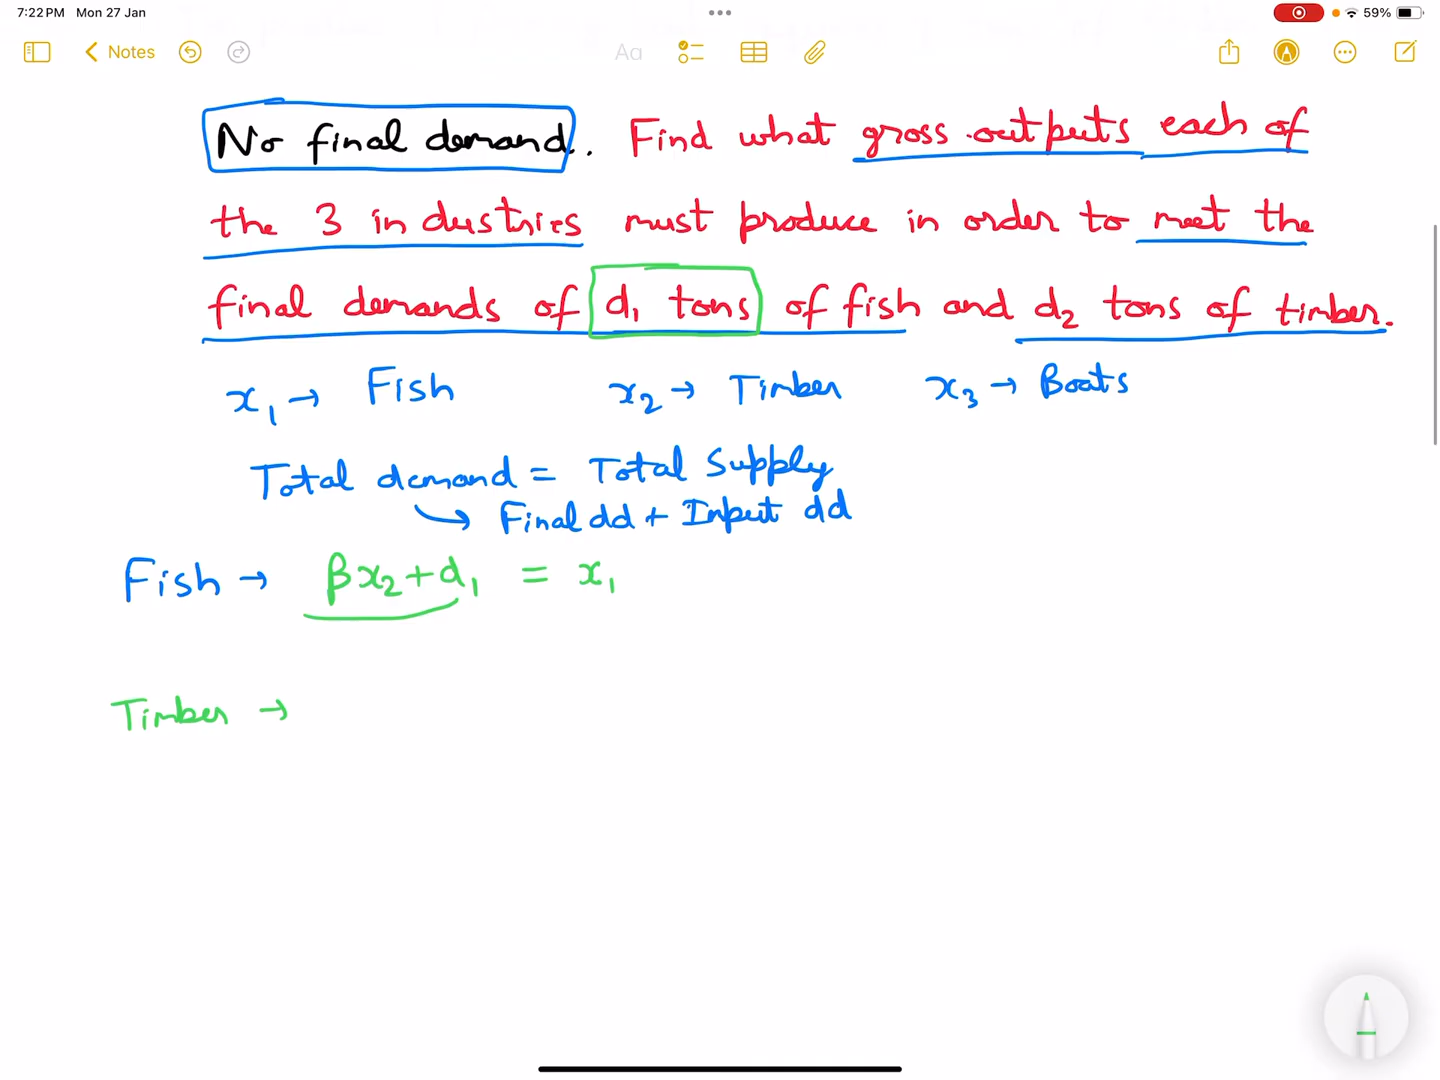 7:22 PM Mon 27 Jan
59%
Notes
Aa
No final demand. Find what gross outputs each of
the 3 industries must produce in order to meet the
final demands of d₁ tons of fish and d₂ tons of timber.
x₁ → Fish x₂ → Timber x₃ → Boats
Total demand = Total Supply
↳ Final dd + Input dd
Fish → βx₂ + d₁ = x₁
Timber →